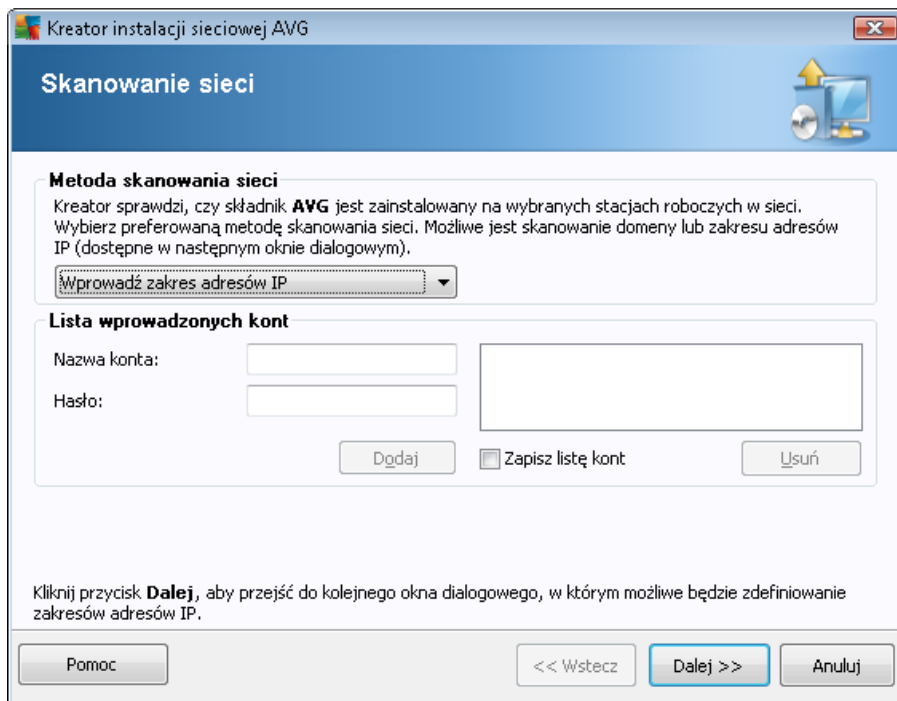 Kreator instalacji sieciowej AVG
Skanowanie sieci
Metoda skanowania sieci
Kreator sprawdzi, czy składnik AVG jest zainstalowany na wybranych stacjach roboczych w sieci.
Wybierz preferowaną metodę skanowania sieci. Możliwe jest skanowanie domeny lub zakresu adresów
IP (dostępne w następnym oknie dialogowym).
Wprowadź zakres adresów IP
Lista wprowadzonych kont
Nazwa konta:
Hasło:
Dodaj
Zapisz listę kont
Usuń
Kliknij przycisk Dalej, aby przejść do kolejnego okna dialogowego, w którym możliwe będzie zdefiniowanie
zakresów adresów IP.
Pomoc
<< Wstecz
Dalej >>
Anuluj